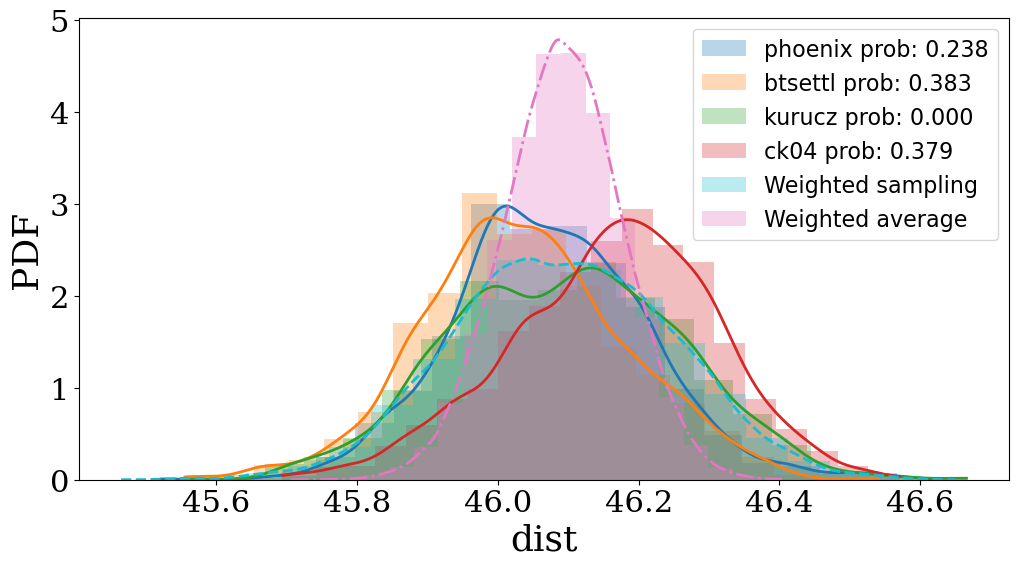 5
4
3
2
1
0
PDF
phoenix prob: 0.238
btsettl prob: 0.383
kurucz prob: 0.000
ck04 prob: 0.379
Weighted sampling
Weighted average
45.6 45.8 46.0 46.2 46.4 46.6
dist